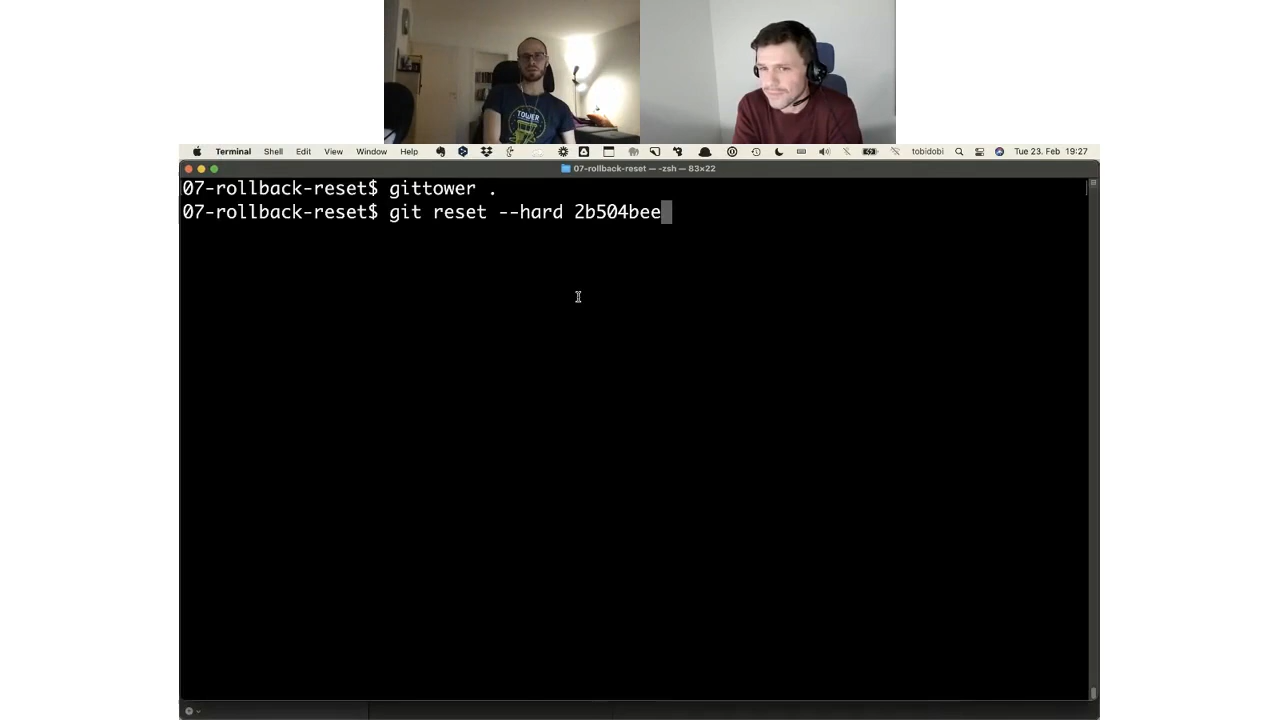 TOWER
Terminal Shell Edit View Window Help tobidobi Tue 23. Feb 19:27
07-rollback-reset — -zsh — 83×22
07-rollback-reset$ gittower .
07-rollback-reset$ git reset --hard 2b504bee